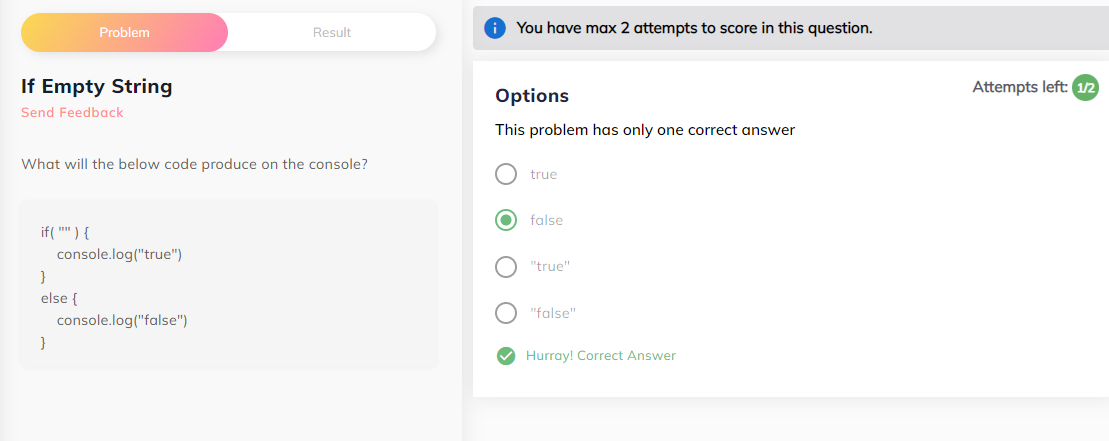 Problem
Result
If Empty String
Send Feedback
What will the below code produce on the console?
if( "" ) {
    console.log("true")
}
else {
    console.log("false")
}
You have max 2 attempts to score in this question.
Attempts left: 1/2
Options
This problem has only one correct answer
true
false
"true"
"false"
Hurray! Correct Answer